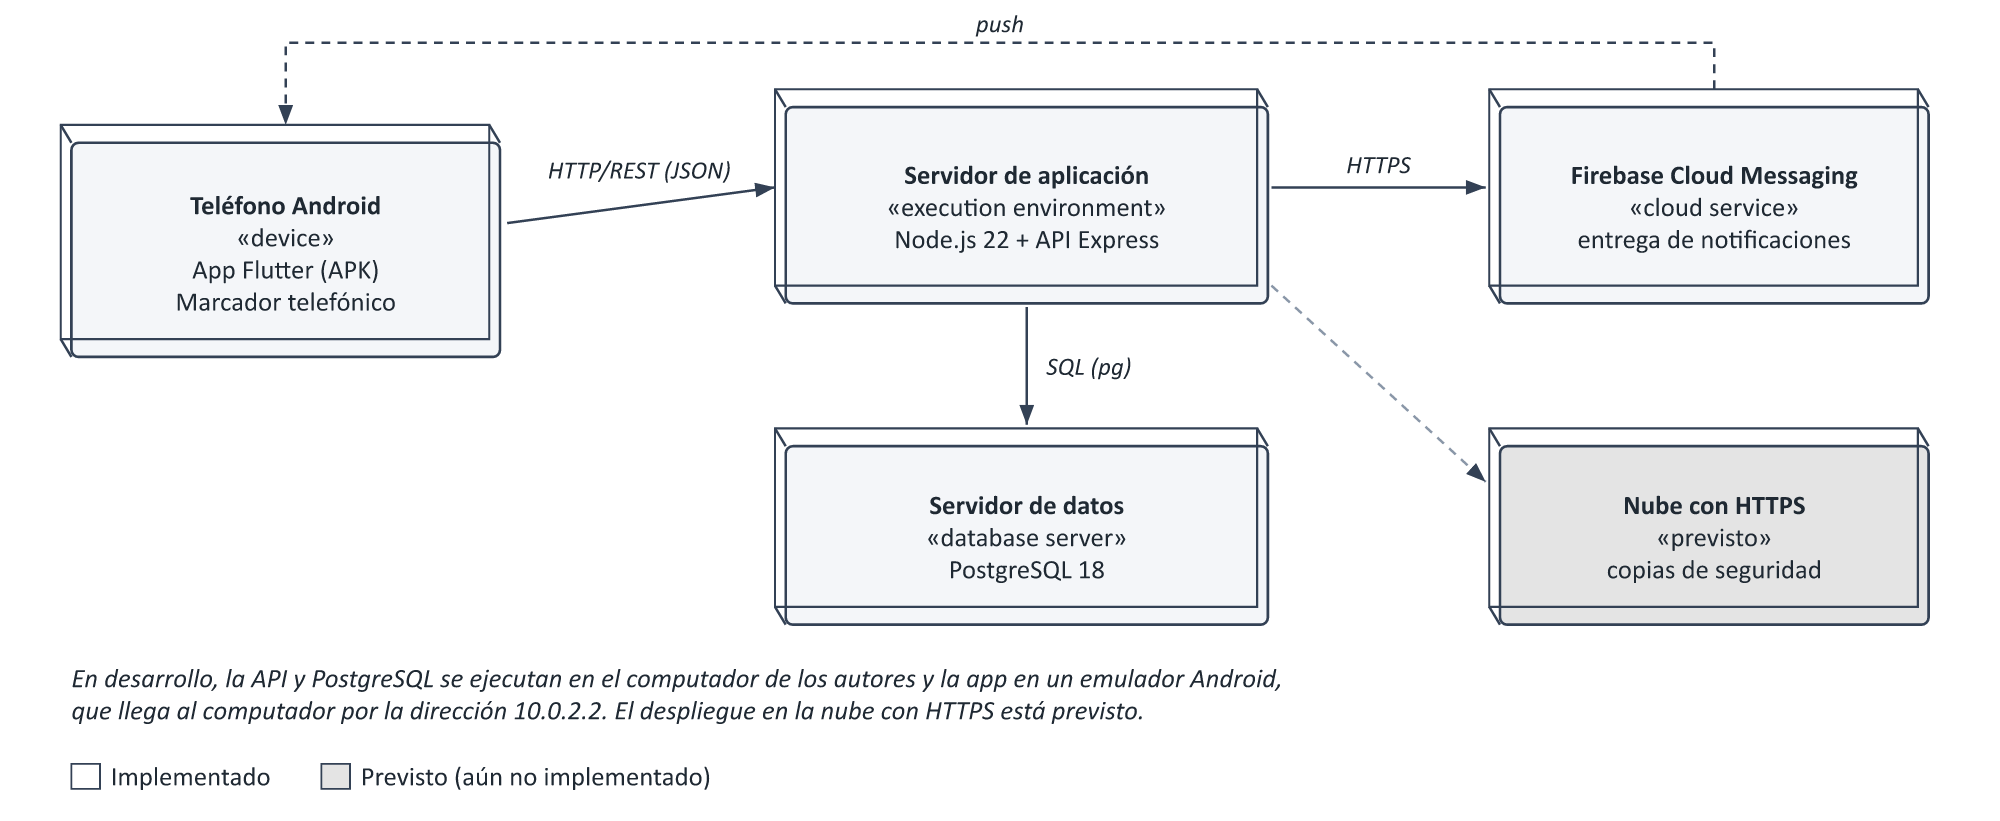 push
HTTP/REST (JSON)
HTTPS
Teléfono Android
«device»
App Flutter (APK)
Marcador telefónico
Servidor de aplicación
«execution environment»
Node.js 22 + API Express
Firebase Cloud Messaging
«cloud service»
entrega de notificaciones
SQL (pg)
Servidor de datos
«database server»
PostgreSQL 18
Nube con HTTPS
«previsto»
copias de seguridad
En desarrollo, la API y PostgreSQL se ejecutan en el computador de los autores y la app en un emulador Android,
que llega al computador por la dirección 10.0.2.2. El despliegue en la nube con HTTPS está previsto.
Implementado
Previsto (aún no implementado)